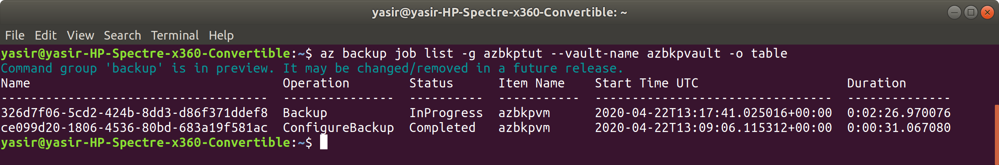 yasir@yasir-HP-Spectre-x360-Convertible: ~
File Edit View Search Terminal Help
yasir@yasir-HP-Spectre-x360-Convertible:~$ az backup job list -g azbkptut --vault-name azbkpvault -o table
Command group 'backup' is in preview. It may be changed/removed in a future release.
Name Operation Status Item Name Start Time UTC Duration
------------------------------------ --------------- ---------- ----------- -------------------------------- --------------
326d7f06-5cd2-424b-8dd3-d86f371ddef8 Backup InProgress azbkpvm 2020-04-22T13:17:41.025016+00:00 0:02:26.970076
ce099d20-1806-4536-80bd-683a19f581ac ConfigureBackup Completed azbkpvm 2020-04-22T13:09:06.115312+00:00 0:00:31.067080
yasir@yasir-HP-Spectre-x360-Convertible:~$